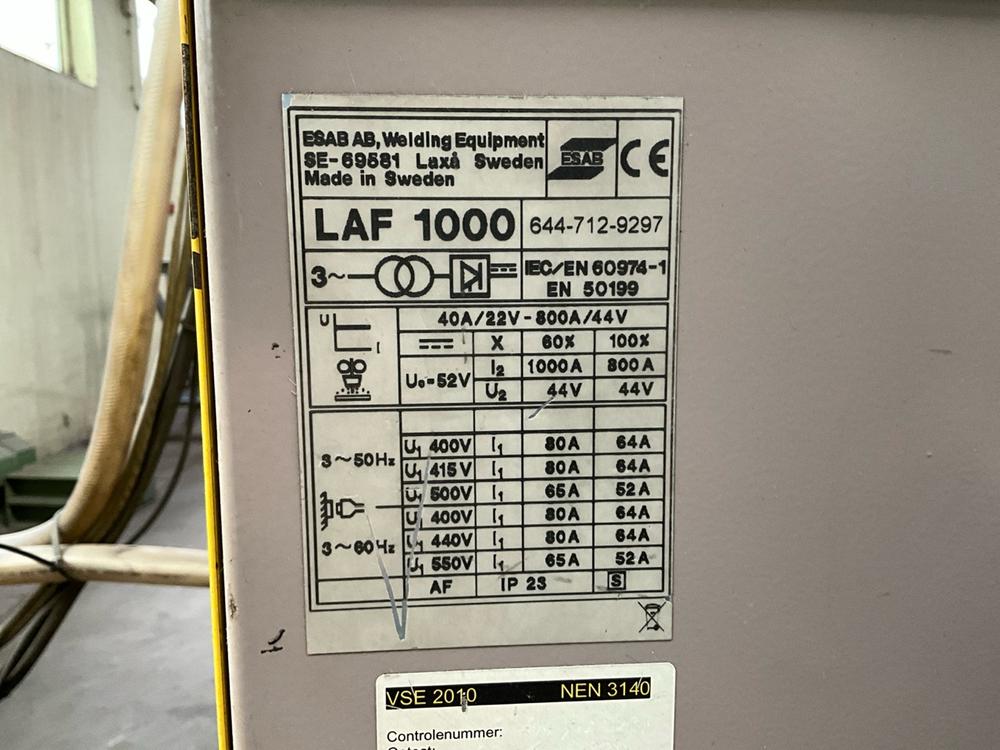 ESAB AB, Welding Equipment
SE-69581 Laxå Sweden
Made in Sweden
ESAB
CE
LAF 1000
644-712-9297
3~
IEC/EN 60974-1
EN 50199
U
I
40A/22V-800A/44V
X 60% 100%
U₀=52V
I₂ 1000A 800A
U₂ 44V 44V
3~50Hz
U₁ 400V I₁ 80A 64A
U₁ 415V I₁ 80A 64A
U₁ 500V I₁ 65A 52A
3~60Hz
U₁ 400V I₁ 80A 64A
U₁ 440V I₁ 80A 64A
U₁ 550V I₁ 65A 52A
AF IP 23 S
VSE 2010 NEN 3140
Controlenummer: